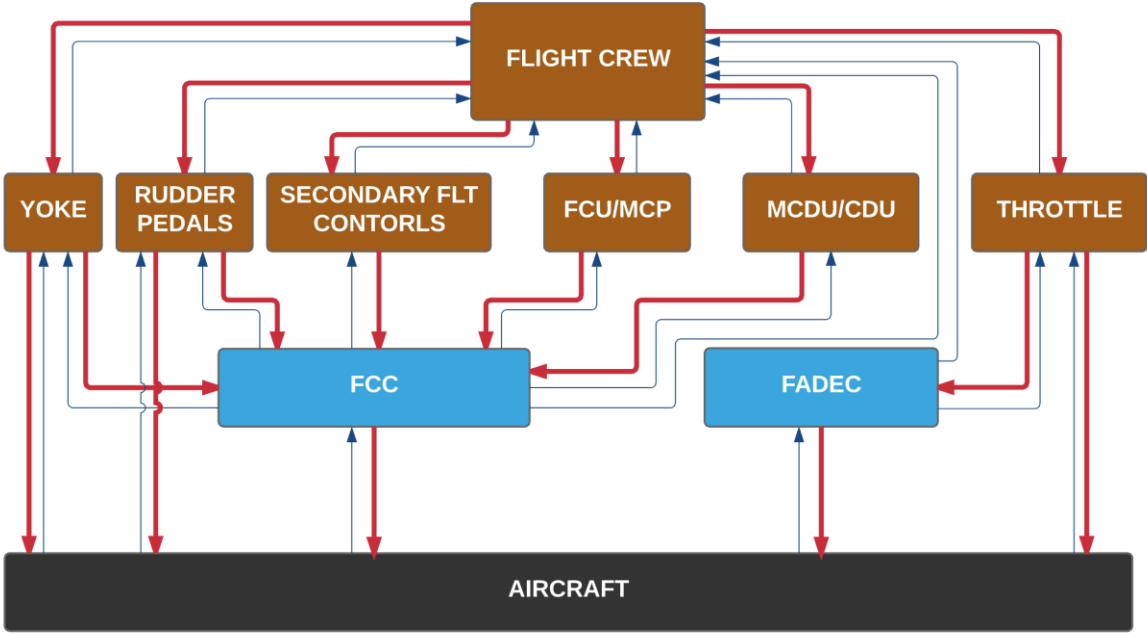 FLIGHT CREW
YOKE
RUDDER
PEDALS
SECONDARY FLT
CONTORLS
FCU/MCP
MCDU/CDU
THROTTLE
FCC
FADEC
AIRCRAFT